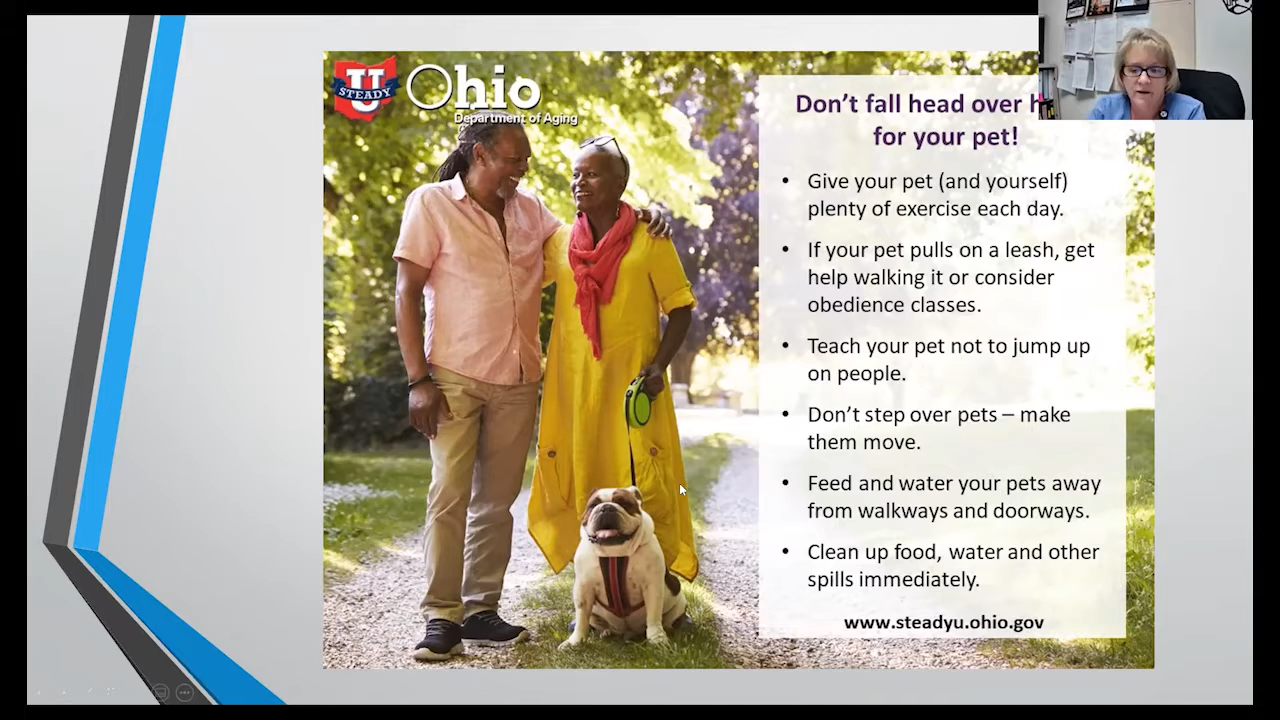 U
STEADY
Ohio
Department of Aging
Don't fall head over h
for your pet!
• Give your pet (and yourself)
plenty of exercise each day.
• If your pet pulls on a leash, get
help walking it or consider
obedience classes.
• Teach your pet not to jump up
on people.
• Don't step over pets – make
them move.
• Feed and water your pets away
from walkways and doorways.
• Clean up food, water and other
spills immediately.
www.steadyu.ohio.gov